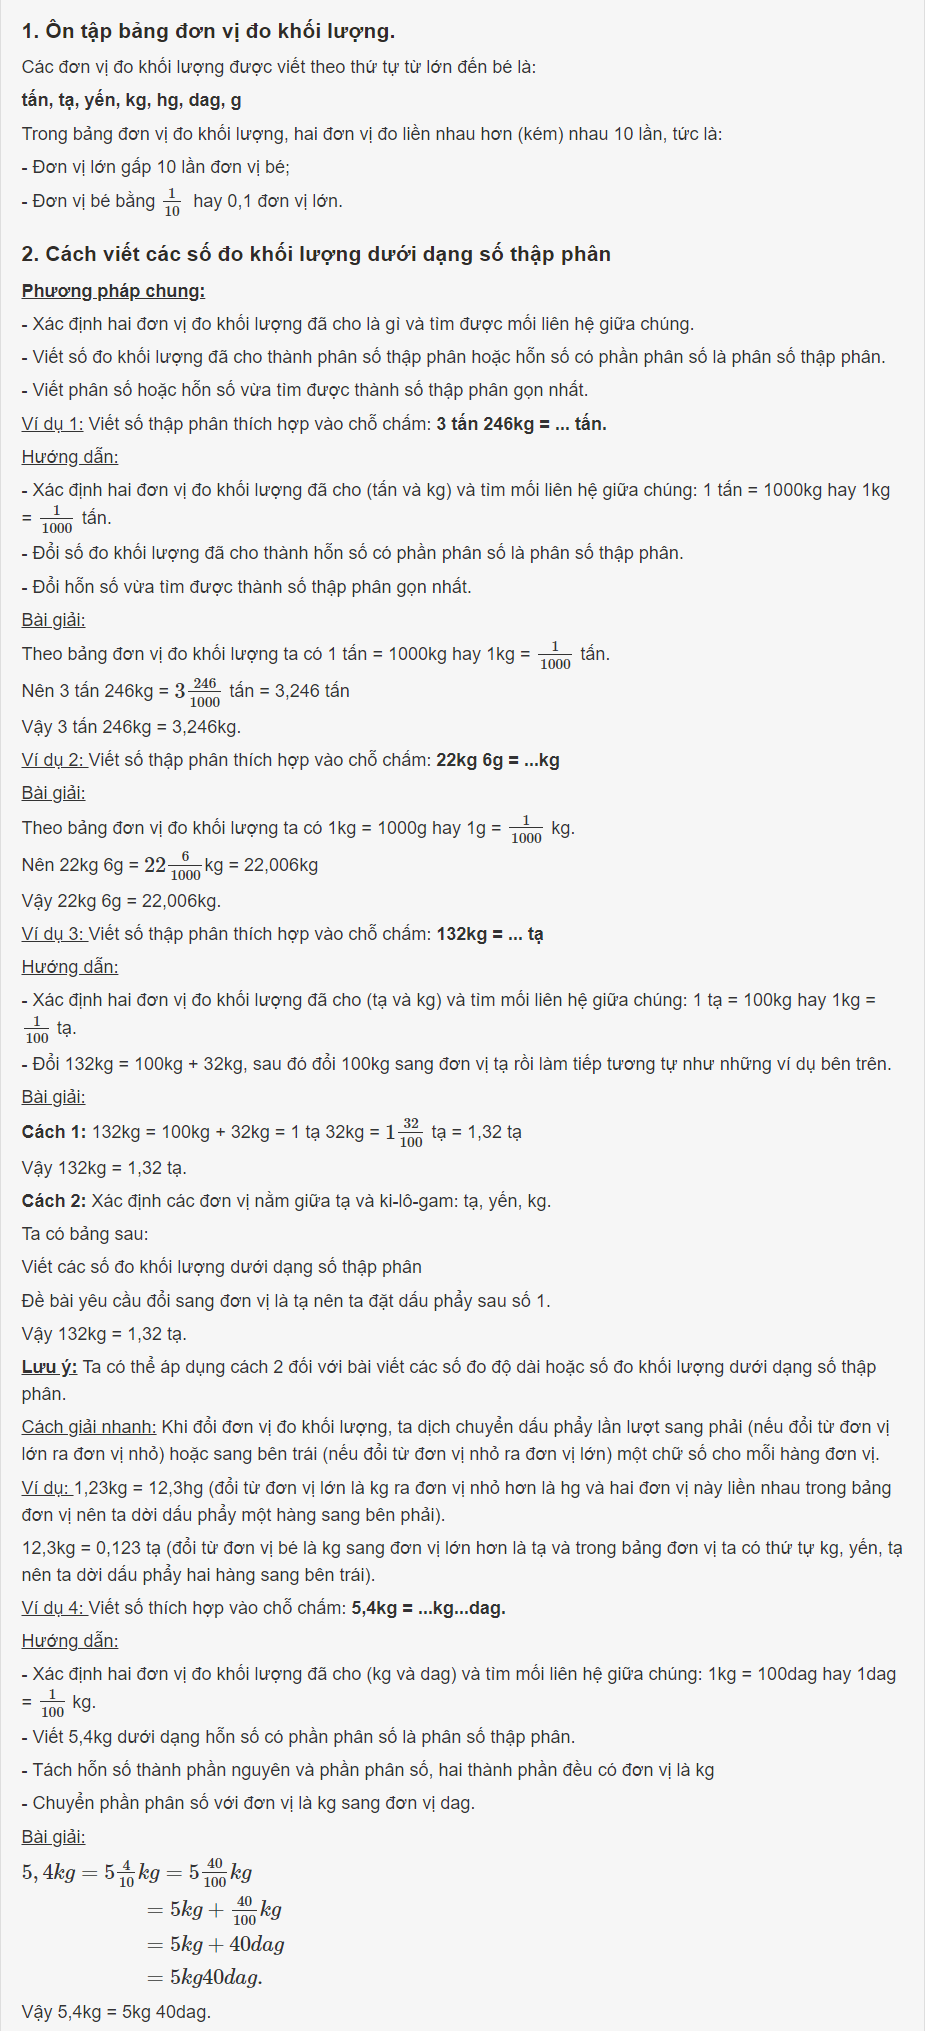 1. Ôn tập bảng đơn vị đo khối lượng.
Các đơn vị đo khối lượng được viết theo thứ tự từ lớn đến bé là:
tấn, tạ, yến, kg, hg, dag, g
Trong bảng đơn vị đo khối lượng, hai đơn vị đo liền nhau hơn (kém) nhau 10 lần, tức là:
- Đơn vị lớn gấp 10 lần đơn vị bé;
- Đơn vị bé bằng 1/10 hay 0,1 đơn vị lớn.
2. Cách viết các số đo khối lượng dưới dạng số thập phân
Phương pháp chung:
- Xác định hai đơn vị đo khối lượng đã cho là gì và tìm được mối liên hệ giữa chúng.
- Viết số đo khối lượng đã cho thành phân số thập phân hoặc hỗn số có phần phân số là phân số thập phân.
- Viết phân số hoặc hỗn số vừa tìm được thành số thập phân gọn nhất.
Ví dụ 1: Viết số thập phân thích hợp vào chỗ chấm: 3 tấn 246kg = ... tấn.
Hướng dẫn:
- Xác định hai đơn vị đo khối lượng đã cho (tấn và kg) và tìm mối liên hệ giữa chúng: 1 tấn = 1000kg hay 1kg
= 1/1000 tấn.
- Đổi số đo khối lượng đã cho thành hỗn số có phần phân số là phân số thập phân.
- Đổi hỗn số vừa tìm được thành số thập phân gọn nhất.
Bài giải:
Theo bảng đơn vị đo khối lượng ta có 1 tấn = 1000kg hay 1kg = 1/1000 tấn.
Nên 3 tấn 246kg = 3 246/1000 tấn = 3,246 tấn
Vậy 3 tấn 246kg = 3,246kg.
Ví dụ 2: Viết số thập phân thích hợp vào chỗ chấm: 22kg 6g = ...kg
Bài giải:
Theo bảng đơn vị đo khối lượng ta có 1kg = 1000g hay 1g = 1/1000 kg.
Nên 22kg 6g = 22 6/1000 kg = 22,006kg
Vậy 22kg 6g = 22,006kg.
Ví dụ 3: Viết số thập phân thích hợp vào chỗ chấm: 132kg = ... tạ
Hướng dẫn:
- Xác định hai đơn vị đo khối lượng đã cho (tạ và kg) và tìm mối liên hệ giữa chúng: 1 tạ = 100kg hay 1kg =
1/100 tạ.
- Đổi 132kg = 100kg + 32kg, sau đó đổi 100kg sang đơn vị tạ rồi làm tiếp tương tự như những ví dụ bên trên.
Bài giải:
Cách 1: 132kg = 100kg + 32kg = 1 tạ 32kg = 1 32/100 tạ = 1,32 tạ
Vậy 132kg = 1,32 tạ.
Cách 2: Xác định các đơn vị nằm giữa tạ và ki-lô-gam: tạ, yến, kg.
Ta có bảng sau:
Viết các số đo khối lượng dưới dạng số thập phân
Đề bài yêu cầu đổi sang đơn vị là tạ nên ta đặt dấu phẩy sau số 1.
Vậy 132kg = 1,32 tạ.
Lưu ý: Ta có thể áp dụng cách 2 đối với bài viết các số đo độ dài hoặc số đo khối lượng dưới dạng số thập
phân.
Cách giải nhanh: Khi đổi đơn vị đo khối lượng, ta dịch chuyển dấu phẩy lần lượt sang phải (nếu đổi từ đơn vị
lớn ra đơn vị nhỏ) hoặc sang bên trái (nếu đổi từ đơn vị nhỏ ra đơn vị lớn) một chữ số cho mỗi hàng đơn vị.
Ví dụ: 1,23kg = 12,3hg (đổi từ đơn vị lớn là kg ra đơn vị nhỏ hơn là hg và hai đơn vị này liền nhau trong bảng
đơn vị nên ta dời dấu phẩy một hàng sang bên phải).
12,3kg = 0,123 tạ (đổi từ đơn vị bé là kg sang đơn vị lớn hơn là tạ và trong bảng đơn vị ta có thứ tự kg, yến, tạ
nên ta dời dấu phẩy hai hàng sang bên trái).
Ví dụ 4: Viết số thích hợp vào chỗ chấm: 5,4kg = ...kg...dag.
Hướng dẫn:
- Xác định hai đơn vị đo khối lượng đã cho (kg và dag) và tìm mối liên hệ giữa chúng: 1kg = 100dag hay 1dag
= 1/100 kg.
- Viết 5,4kg dưới dạng hỗn số có phần phân số là phân số thập phân.
- Tách hỗn số thành phần nguyên và phần phân số, hai thành phần đều có đơn vị là kg
- Chuyển phần phân số với đơn vị là kg sang đơn vị dag.
Bài giải:
5,4kg = 5 4/10 kg = 5 40/100 kg
= 5kg + 40/100 kg
= 5kg + 40dag
= 5kg40dag.
Vậy 5,4kg = 5kg 40dag.